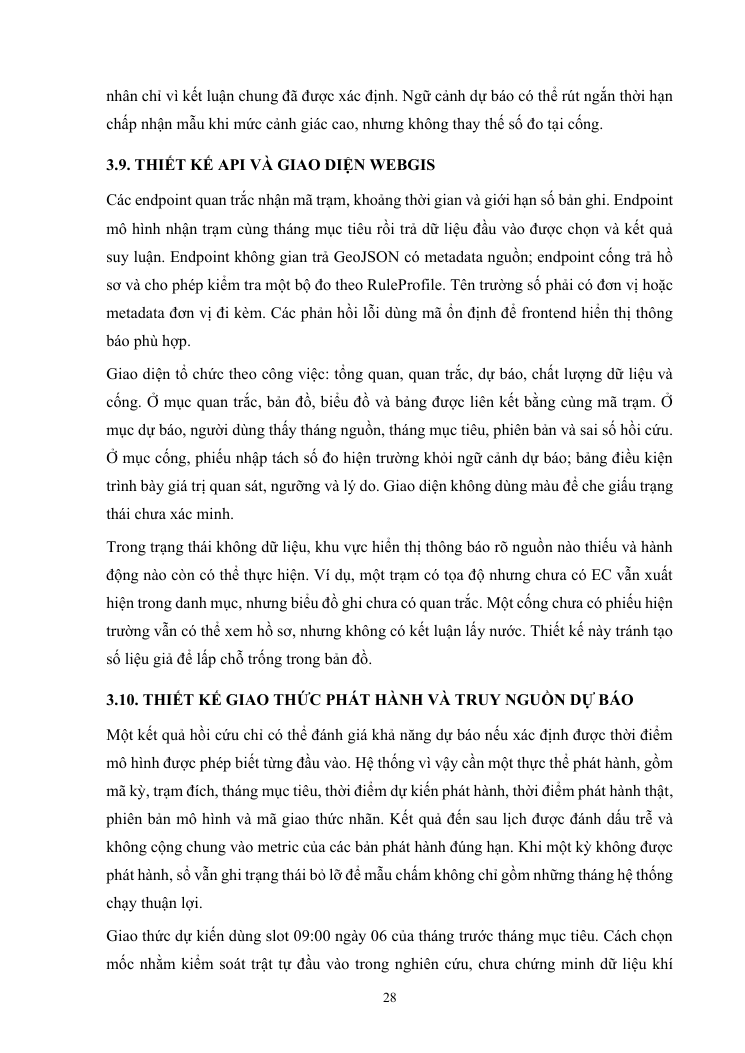 nhân chỉ vì kết luận chung đã được xác định. Ngữ cảnh dự báo có thể rút ngắn thời hạn
chấp nhận mẫu khi mức cảnh giác cao, nhưng không thay thế số đo tại cống.
3.9. THIẾT KẾ API VÀ GIAO DIỆN WEBGIS
Các endpoint quan trắc nhận mã trạm, khoảng thời gian và giới hạn số bản ghi. Endpoint
mô hình nhận trạm cùng tháng mục tiêu rồi trả dữ liệu đầu vào được chọn và kết quả
suy luận. Endpoint không gian trả GeoJSON có metadata nguồn; endpoint cống trả hồ
sơ và cho phép kiểm tra một bộ đo theo RuleProfile. Tên trường số phải có đơn vị hoặc
metadata đơn vị đi kèm. Các phản hồi lỗi dùng mã ổn định để frontend hiển thị thông
báo phù hợp.
Giao diện tổ chức theo công việc: tổng quan, quan trắc, dự báo, chất lượng dữ liệu và
cống. Ở mục quan trắc, bản đồ, biểu đồ và bảng được liên kết bằng cùng mã trạm. Ở
mục dự báo, người dùng thấy tháng nguồn, tháng mục tiêu, phiên bản và sai số hồi cứu.
Ở mục cống, phiếu nhập tách số đo hiện trường khỏi ngữ cảnh dự báo; bảng điều kiện
trình bày giá trị quan sát, ngưỡng và lý do. Giao diện không dùng màu để che giấu trạng
thái chưa xác minh.
Trong trạng thái không dữ liệu, khu vực hiển thị thông báo rõ nguồn nào thiếu và hành
động nào còn có thể thực hiện. Ví dụ, một trạm có tọa độ nhưng chưa có EC vẫn xuất
hiện trong danh mục, nhưng biểu đồ ghi chưa có quan trắc. Một cống chưa có phiếu hiện
trường vẫn có thể xem hồ sơ, nhưng không có kết luận lấy nước. Thiết kế này tránh tạo
số liệu giả để lấp chỗ trống trong bản đồ.
3.10. THIẾT KẾ GIAO THỨC PHÁT HÀNH VÀ TRUY NGUỒN DỰ BÁO
Một kết quả hồi cứu chỉ có thể đánh giá khả năng dự báo nếu xác định được thời điểm
mô hình được phép biết từng đầu vào. Hệ thống vì vậy cần một thực thể phát hành, gồm
mã kỳ, trạm đích, tháng mục tiêu, thời điểm dự kiến phát hành, thời điểm phát hành thật,
phiên bản mô hình và mã giao thức nhãn. Kết quả đến sau lịch được đánh dấu trễ và
không cộng chung vào metric của các bản phát hành đúng hạn. Khi một kỳ không được
phát hành, sổ vẫn ghi trạng thái bỏ lỡ để mẫu chấm không chỉ gồm những tháng hệ thống
chạy thuận lợi.
Giao thức dự kiến dùng slot 09:00 ngày 06 của tháng trước tháng mục tiêu. Cách chọn
mốc nhằm kiểm soát trật tự đầu vào trong nghiên cứu, chưa chứng minh dữ liệu khí
28